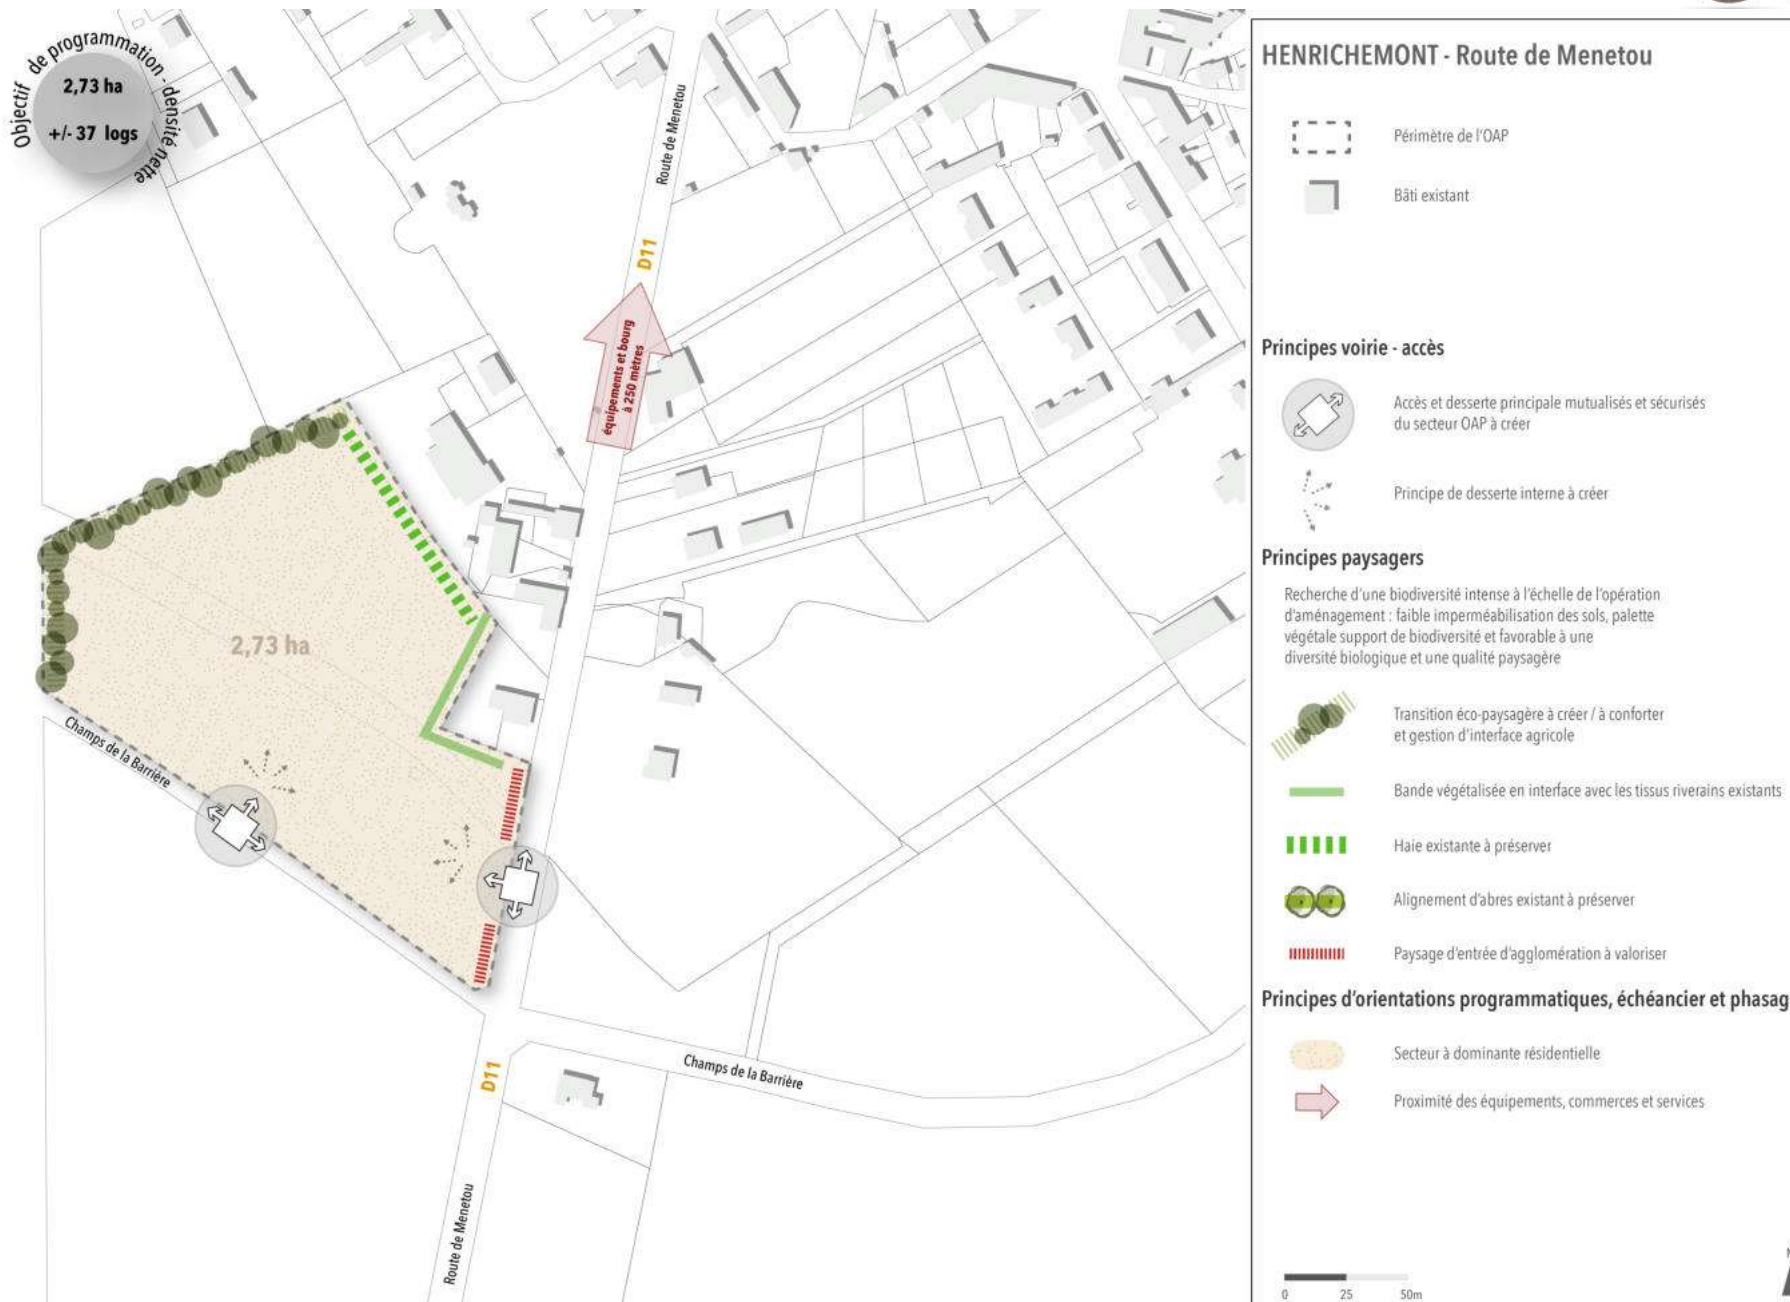 Objectif de programmation - densité nette
2,73 ha
+/- 37 logs
Route de Menetou
D11
équipements et bourg
à 250 mètres
2,73 ha
Champs de la Barrière
Champs de la Barrière
D11
Route de Menetou
HENRICHEMONT - Route de Menetou
Périmètre de l'OAP
Bâti existant
Principes voirie - accès
Accès et desserte principale mutualisés et sécurisés
du secteur OAP à créer
Principe de desserte interne à créer
Principes paysagers
Recherche d'une biodiversité intense à l'échelle de l'opération
d'aménagement : faible imperméabilisation des sols, palette
végétale support de biodiversité et favorable à une
diversité biologique et une qualité paysagère
Transition éco-paysagère à créer / à conforter
et gestion d'interface agricole
Bande végétalisée en interface avec les tissus riverains existants
Haie existante à préserver
Alignement d'abres existant à préserver
Paysage d'entrée d'agglomération à valoriser
Principes d'orientations programmatiques, échéancier et phasag
Secteur à dominante résidentielle
Proximité des équipements, commerces et services
0 25 50m